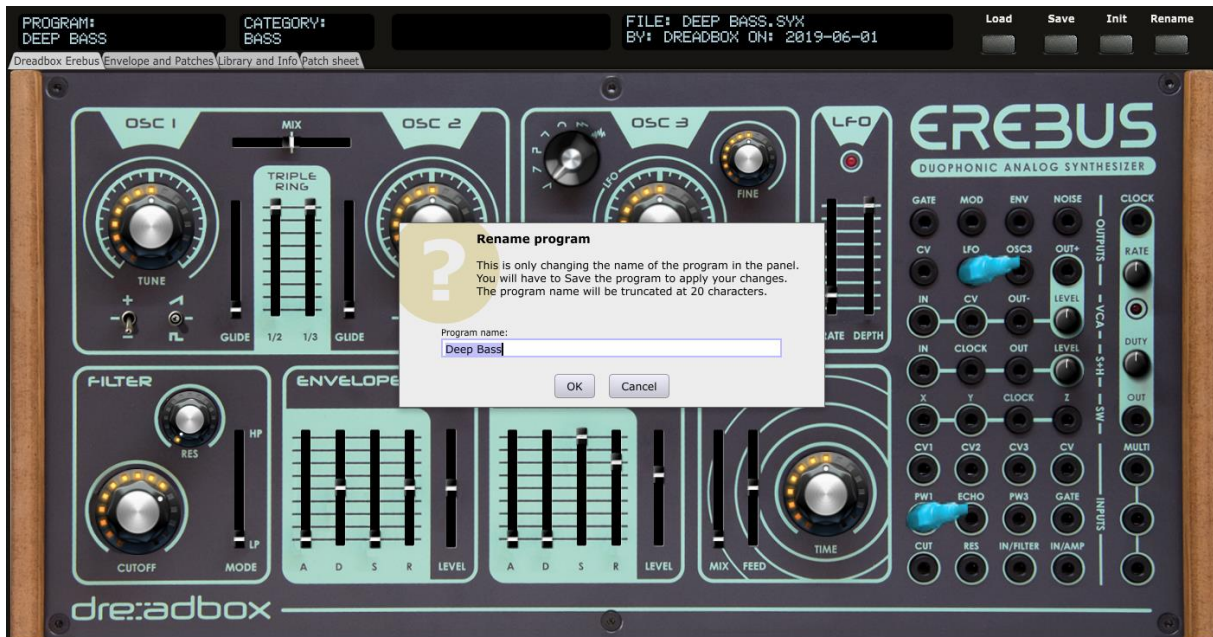 PROGRAM:
DEEP BASS
CATEGORY:
BASS
FILE: DEEP BASS.SYX
BY: DREADBOX ON: 2019-06-01
Load Save Init Rename
Dreadbox Erebus Envelope and Patches Library and Info Patch sheet
OSC 1
MIX
OSC 2
OSC 3
LFO
EREBUS
DUOPHONIC ANALOG SYNTHESIZER
TRIPLE
RING
LFO
FINE
TUNE
GLIDE 1/2 1/3 GLIDE
DEPTH
GATE MOD ENV NOISE CLOCK
CV LFO OSC3 OUT+ RATE
OUTPUTS
IN CV OUT- LEVEL
VCA
IN CLOCK OUT LEVEL DUTY
S+H
X Y CLOCK Z OUT
SW
CV1 CV2 CV3 CV MULTI
PW1 ECHO PW3 GATE
INPUTS
CUT RES IN/FILTER IN/AMP
Rename program
This is only changing the name of the program in the panel.
You will have to Save the program to apply your changes.
The program name will be truncated at 20 characters.
Program name:
Deep Bass
OK Cancel
FILTER
RES
HP
LP
CUTOFF MODE
ENVELOPE
A D S R LEVEL
A D S R LEVEL
MIX FEED
TIME
dreadbox